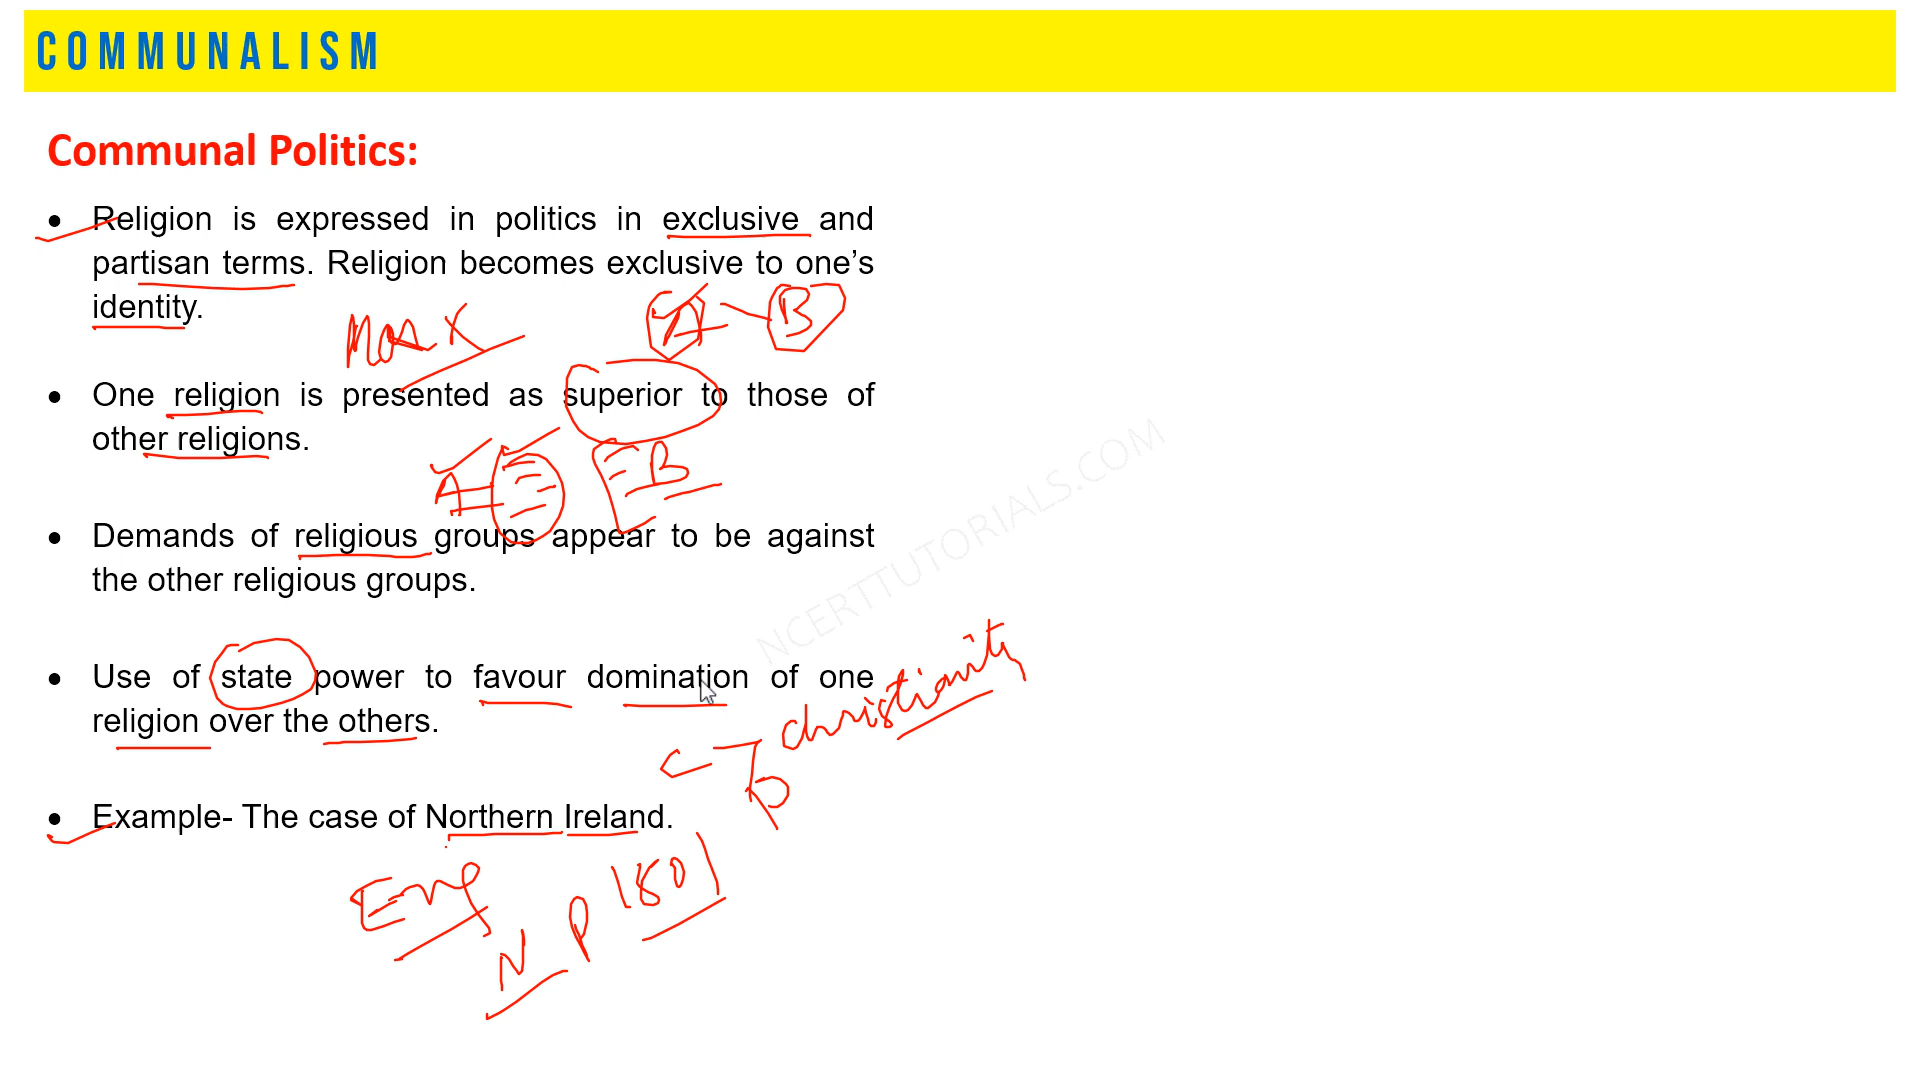 COMMUNALISM
Communal Politics:
• Religion is expressed in politics in exclusive and
partisan terms. Religion becomes exclusive to one’s
identity.
A B
• One religion is presented as superior to those of
other religions.
A B
• Demands of religious groups appear to be against
the other religious groups.
NCERTTUTORIALS.COM
• Use of state power to favour domination of one
religion over the others.
christianity
• Example- The case of Northern Ireland.
Eng
N P 1801